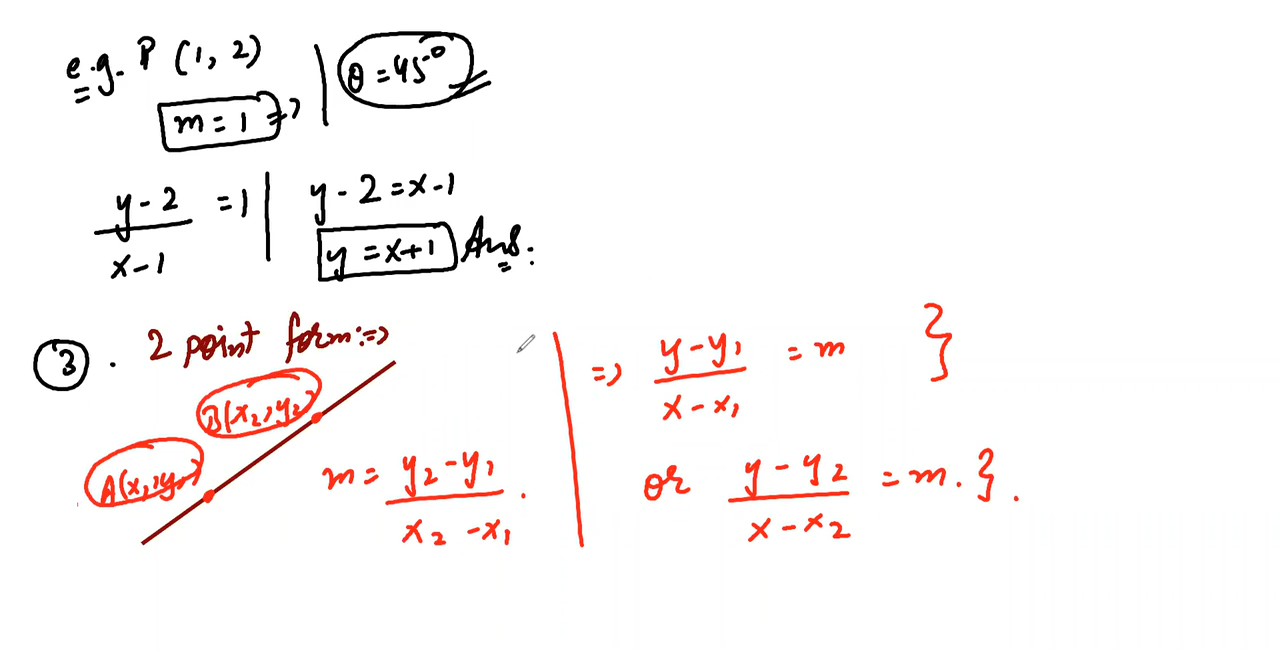 e.g. P (1, 2) | θ = 45°
m = 1 =>
y - 2 / x - 1 = 1 | y - 2 = x - 1
y = x + 1 Ans.
3. 2 point form :=>
B(x₂, y₂)
A(x₁, y₁)
m = y₂ - y₁ / x₂ - x₁ .
=> y - y₁ / x - x₁ = m }
or y - y₂ / x - x₂ = m. } .